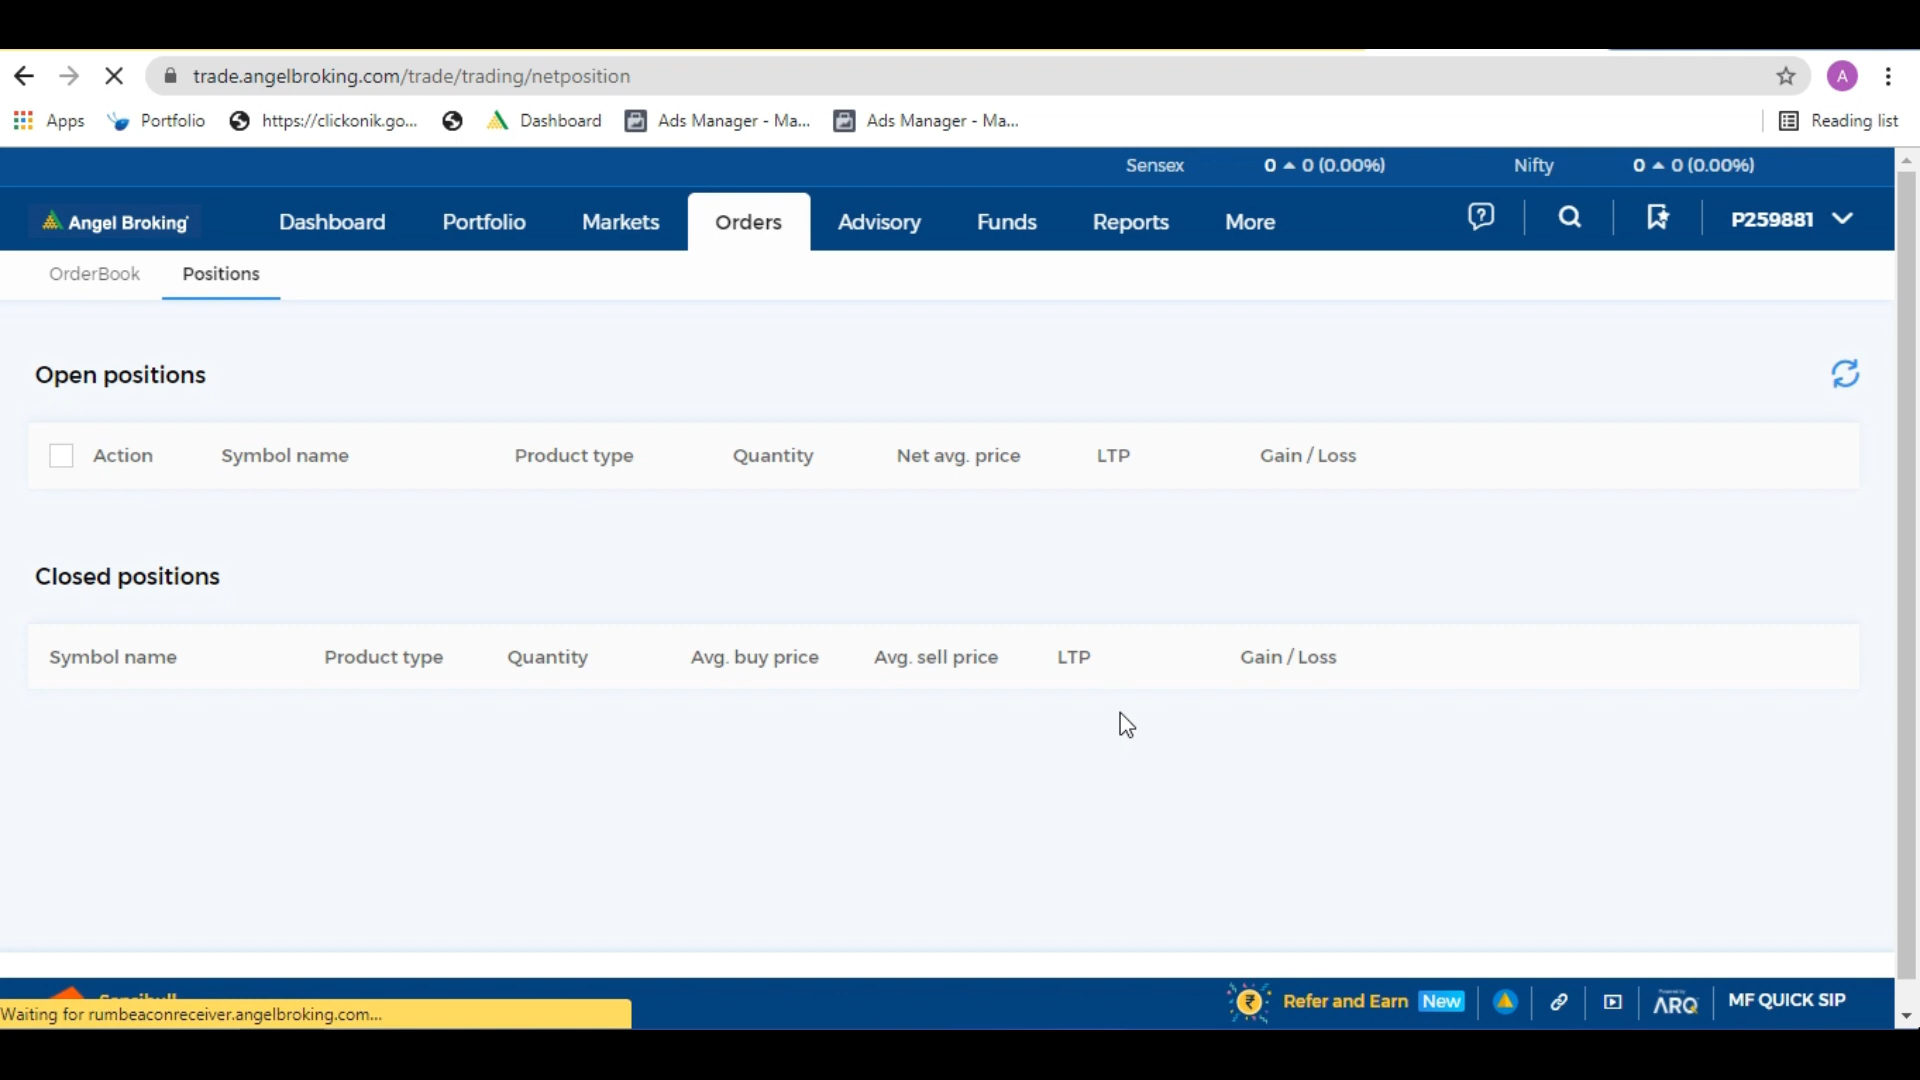 trade.angelbroking.com/trade/trading/netposition
A
Apps Portfolio https://clickonik.go... Dashboard Ads Manager - Ma... Ads Manager - Ma... Reading list
Sensex 0 0 (0.00%) Nifty 0 0 (0.00%)
Angel Broking Dashboard Portfolio Markets Orders Advisory Funds Reports More P259881
OrderBook Positions
Open positions
Action Symbol name Product type Quantity Net avg. price LTP Gain / Loss
Closed positions
Symbol name Product type Quantity Avg. buy price Avg. sell price LTP Gain / Loss
Sensibull
Waiting for rumbeaconreceiver.angelbroking.com...
Refer and Earn New Powered by ARQ MF QUICK SIP